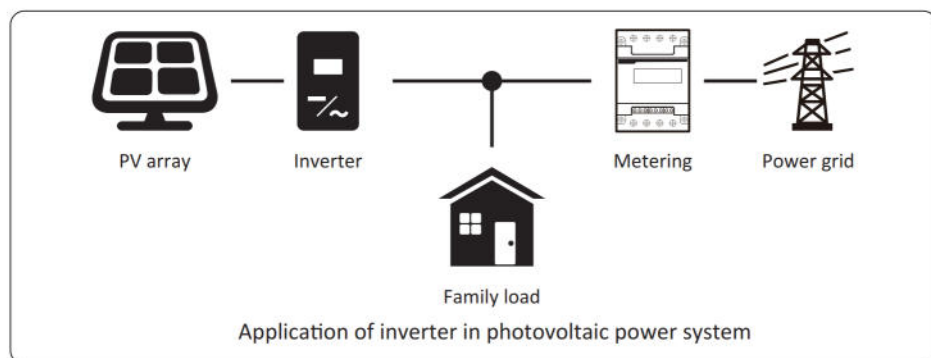 PV array
Inverter
Metering
Power grid
Family load
Application of inverter in photovoltaic power system